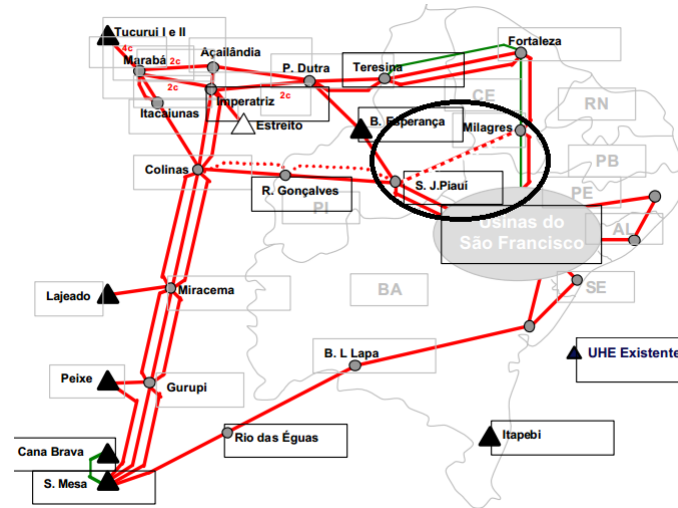 Tucurui I e II
Fortaleza
4c
Açailândia
Marabá
2c
P. Dutra
Teresina
2c
Imperatriz
2c
CE
RN
Itacaiunas
Estreito
B. Esperança
Milagres
PB
Colinas
S. J.Piauí
R. Gonçalves
PE
PI
Usinas do
São Francisco
AL
Lajeado
Miracema
BA
SE
B. L Lapa
UHE Existente
Peixe
Gurupi
Rio das Éguas
Itapebi
Cana Brava
S. Mesa